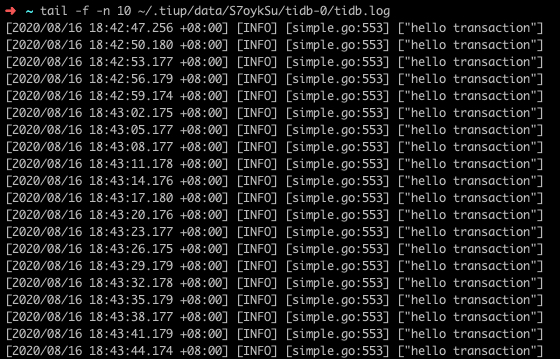 ➜ ~ tail -f -n 10 ~/.tiup/data/S7oykSu/tidb-0/tidb.log
[2020/08/16 18:42:47.256 +08:00] [INFO] [simple.go:553] ["hello transaction"]
[2020/08/16 18:42:50.180 +08:00] [INFO] [simple.go:553] ["hello transaction"]
[2020/08/16 18:42:53.177 +08:00] [INFO] [simple.go:553] ["hello transaction"]
[2020/08/16 18:42:56.179 +08:00] [INFO] [simple.go:553] ["hello transaction"]
[2020/08/16 18:42:59.174 +08:00] [INFO] [simple.go:553] ["hello transaction"]
[2020/08/16 18:43:02.175 +08:00] [INFO] [simple.go:553] ["hello transaction"]
[2020/08/16 18:43:05.177 +08:00] [INFO] [simple.go:553] ["hello transaction"]
[2020/08/16 18:43:08.177 +08:00] [INFO] [simple.go:553] ["hello transaction"]
[2020/08/16 18:43:11.178 +08:00] [INFO] [simple.go:553] ["hello transaction"]
[2020/08/16 18:43:14.176 +08:00] [INFO] [simple.go:553] ["hello transaction"]
[2020/08/16 18:43:17.180 +08:00] [INFO] [simple.go:553] ["hello transaction"]
[2020/08/16 18:43:20.176 +08:00] [INFO] [simple.go:553] ["hello transaction"]
[2020/08/16 18:43:23.177 +08:00] [INFO] [simple.go:553] ["hello transaction"]
[2020/08/16 18:43:26.175 +08:00] [INFO] [simple.go:553] ["hello transaction"]
[2020/08/16 18:43:29.179 +08:00] [INFO] [simple.go:553] ["hello transaction"]
[2020/08/16 18:43:32.178 +08:00] [INFO] [simple.go:553] ["hello transaction"]
[2020/08/16 18:43:35.179 +08:00] [INFO] [simple.go:553] ["hello transaction"]
[2020/08/16 18:43:38.177 +08:00] [INFO] [simple.go:553] ["hello transaction"]
[2020/08/16 18:43:41.179 +08:00] [INFO] [simple.go:553] ["hello transaction"]
[2020/08/16 18:43:44.174 +08:00] [INFO] [simple.go:553] ["hello transaction"]